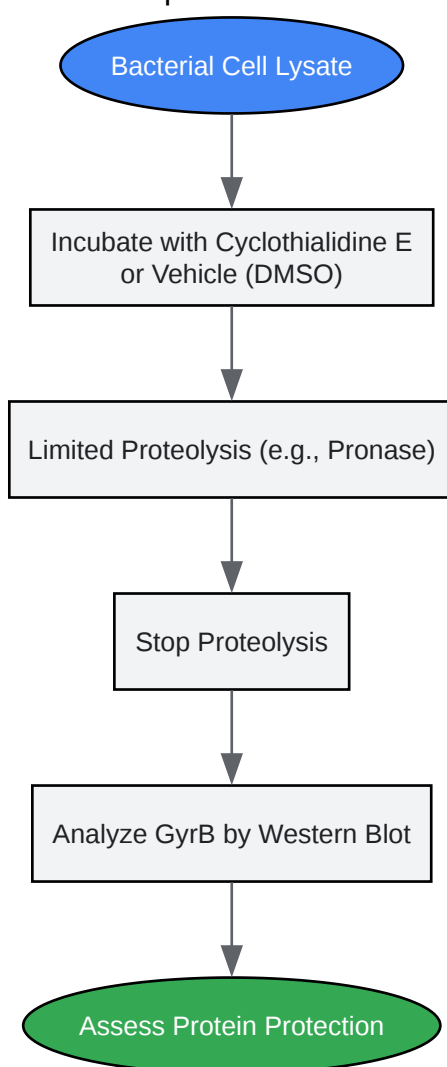 Bacterial Cell Lysate
Incubate with Cyclothialidine E
or Vehicle (DMSO)
Limited Proteolysis (e.g., Pronase)
Stop Proteolysis
Analyze GyrB by Western Blot
Assess Protein Protection